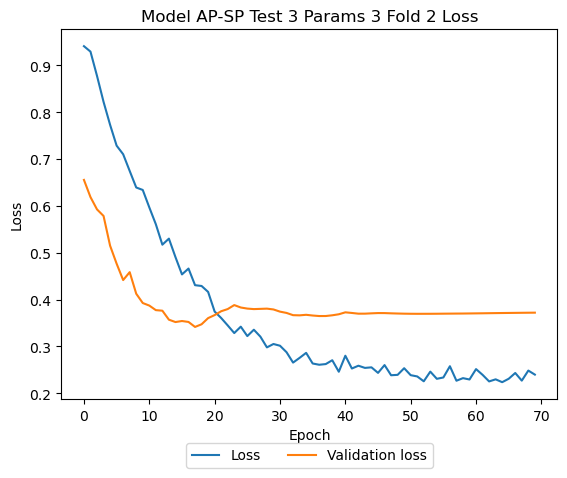 Model AP-SP Test 3 Params 3 Fold 2 Loss
0.9
0.8
0.7
0.6
0.5
0.4
0.3
0.2
Loss
0 10 20 30 40 50 60 70
Epoch
Loss Validation loss